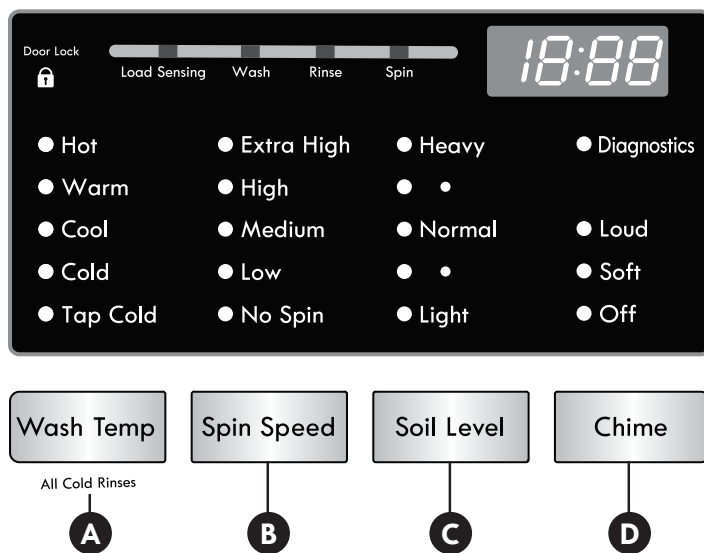 Door Lock
Load Sensing Wash Rinse Spin
18:88
Hot Extra High Heavy Diagnostics
Warm High
Cool Medium Normal Loud
Cold Low Soft
Tap Cold No Spin Light Off
Wash Temp Spin Speed Soil Level Chime
All Cold Rinses
A B C D